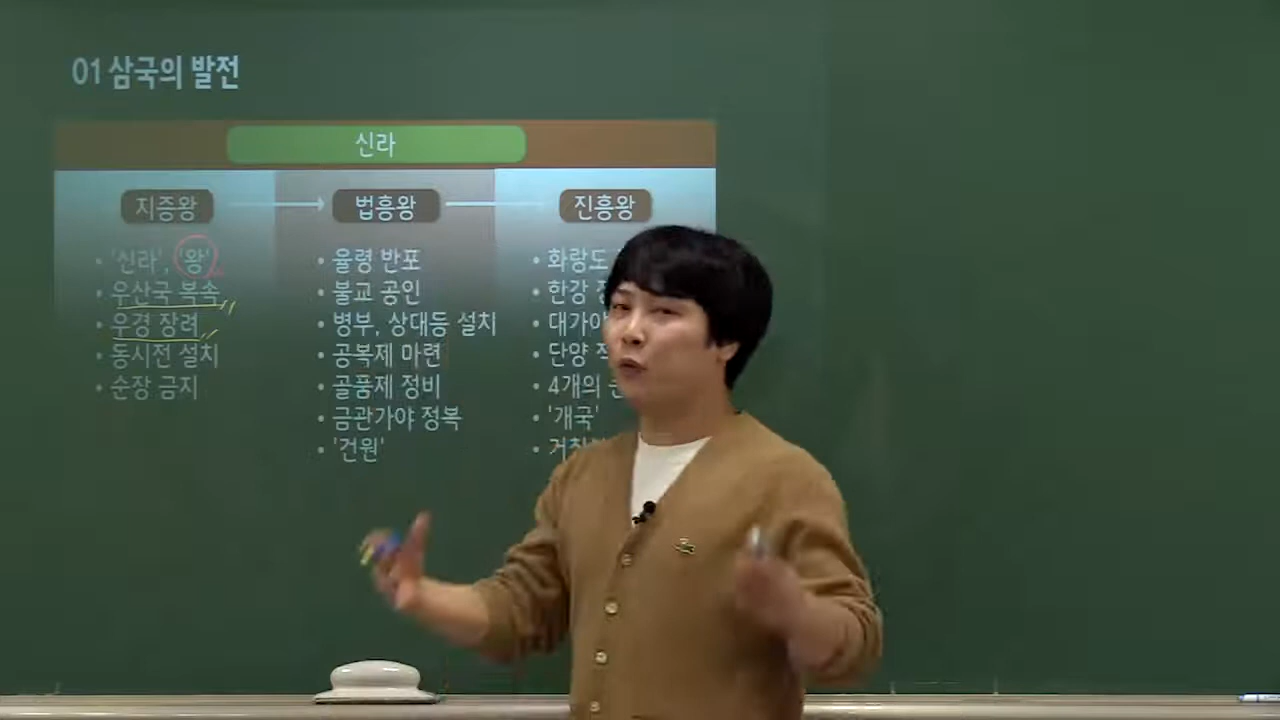 01 삼국의 발전
신라
지증왕
법흥왕
진흥왕
• '신라', '왕'
• 우산국 복속
• 우경 장려
• 동시전 설치
• 순장 금지
• 율령 반포
• 불교 공인
• 병부, 상대등 설치
• 공복제 마련
• 골품제 정비
• 금관가야 정복
• '건원'
• 화랑도
• 한강
• 대가야
• 단양
• 4개의
• '개국'